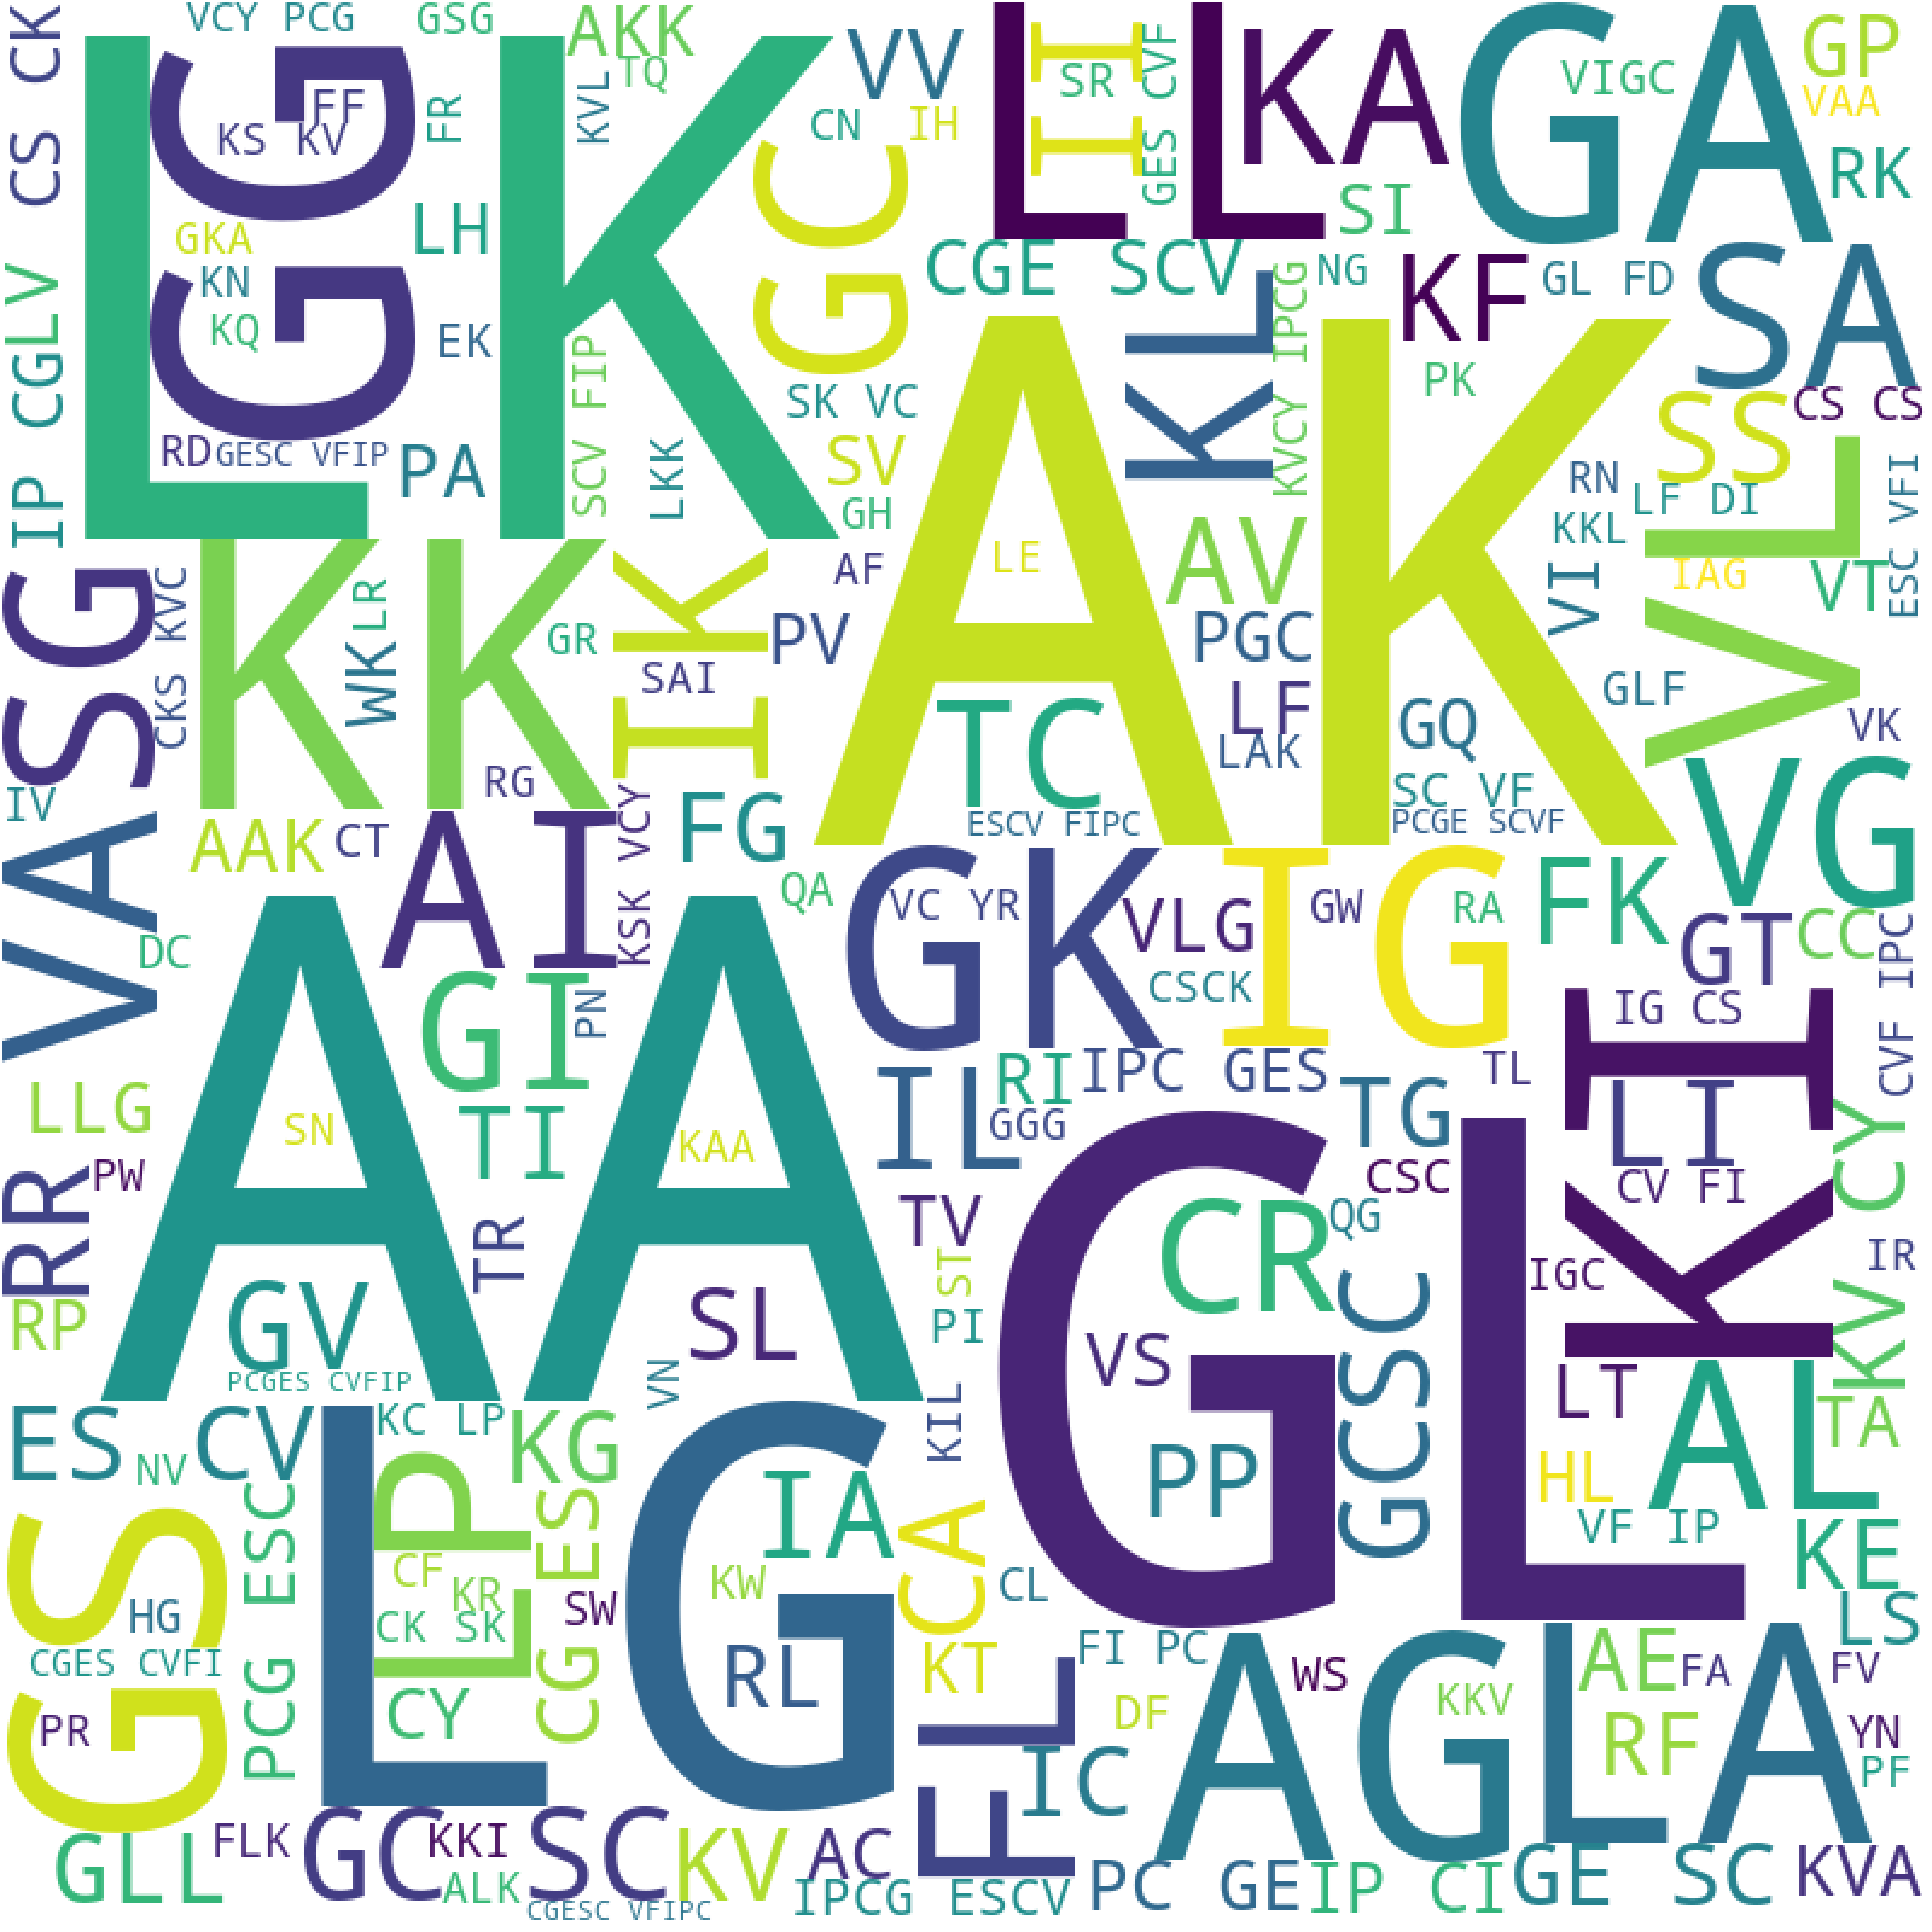 CS CK
VCY PCG
GSG
AKK
TQ
VV
LL
II
SR
GES CVF
KA
GA
VIGC
GP
VAA
RK
LK
GG
FF
KS KV
FR
KVL
CN
IH
GC
SI
GKA
LH
KN
KQ
EK
LV
IP CG
CGE SCV
NG
KF
GL FD
SA
KL
KVCY IPCG
PK
CS CS
SS
RD
GESC VFIP
PA
SCV FIP
LKK
SK VC
SV
GH
AK
RN
LF DI
KKL
VL
ESC VFI
SG
CKS KVC
KK
LR
WK
GR
IK
SAI
AF
PV
LE
AV
PGC
VI
IAG
VT
LF
LAK
GLF
GQ
VK
TC
SC VF
PCGE SCVF
ESCV FIPC
RG
IV
VA
AAK
CT
AI
KSK VCY
FG
QA
GK
VC YR
VLG
CSCK
IG
GW
RA
FK
VG
GT
CC
CVF IPC
DC
AA
GI
PN
IG CS
KI
LLG
SN
TI
KAA
IL
RI
IPC GES
GGG
TG
TL
LI
RR
PW
TR
TV
ST
PI
GL
CR
CSC
QG
CV FI
KV CY
IR
IGC
RP
GV
PCGES CVFIP
SL
VN
VS
GCSC
LT
AL
TA
ES CV
NV
KC LP
KG
KIL
PP
HL
VF IP
KE
LS
GS
PCG ESC
LG
LP
CG ES
CF
KR
CK SK
SW
IA
KW
CA
CL
HG
CGES CVFI
PR
CY
RL
KT
FI PC
DF
FL
IC
AG
WS
KKV
LA
AE
FA
FV
RF
YN
PF
GLL
FLK
GC
KKI
ALK
SC
CGESC VFIPC
KV
AC
IPCG ESCV
PC GE
IP CI
GE SC
KVA